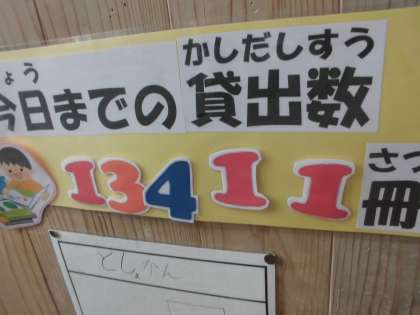 ょう かしだしすう
今日までの貸出数
13411 さつ
冊
としょかん